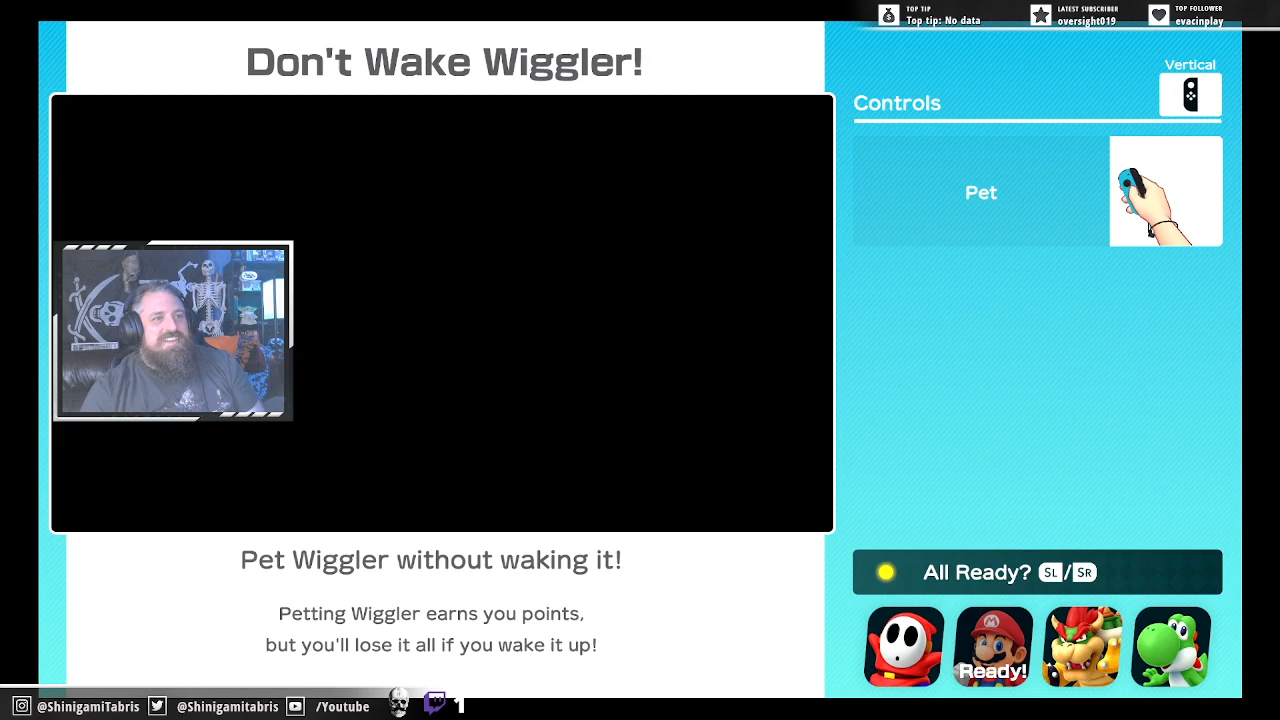 TOP TIP
Top tip: No data
LATEST SUBSCRIBER
oversight019
TOP FOLLOWER
evacinplay
Don't Wake Wiggler!
Vertical
Controls
Pet
Pet Wiggler without waking it!
Petting Wiggler earns you points,
but you'll lose it all if you wake it up!
All Ready? SL/SR
M
Ready!
@ShinigamiTabris
@Shinigamitabris
/Youtube
1